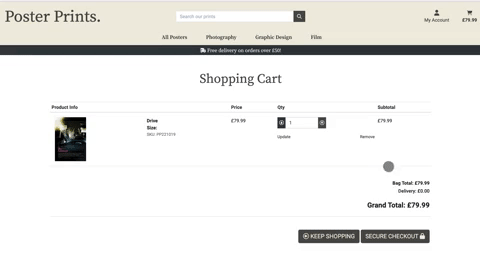 Poster Prints.
Search our prints
My Account
£79.99
All Posters Photography Graphic Design Film
Free delivery on orders over £50!
Shopping Cart
Product Info Price Qty Subtotal
Drive £79.99 1 £79.99
Size:
SKU: PP231019
Update Remove
Bag Total: £79.99
Delivery: £0.00
Grand Total: £79.99
KEEP SHOPPING SECURE CHECKOUT